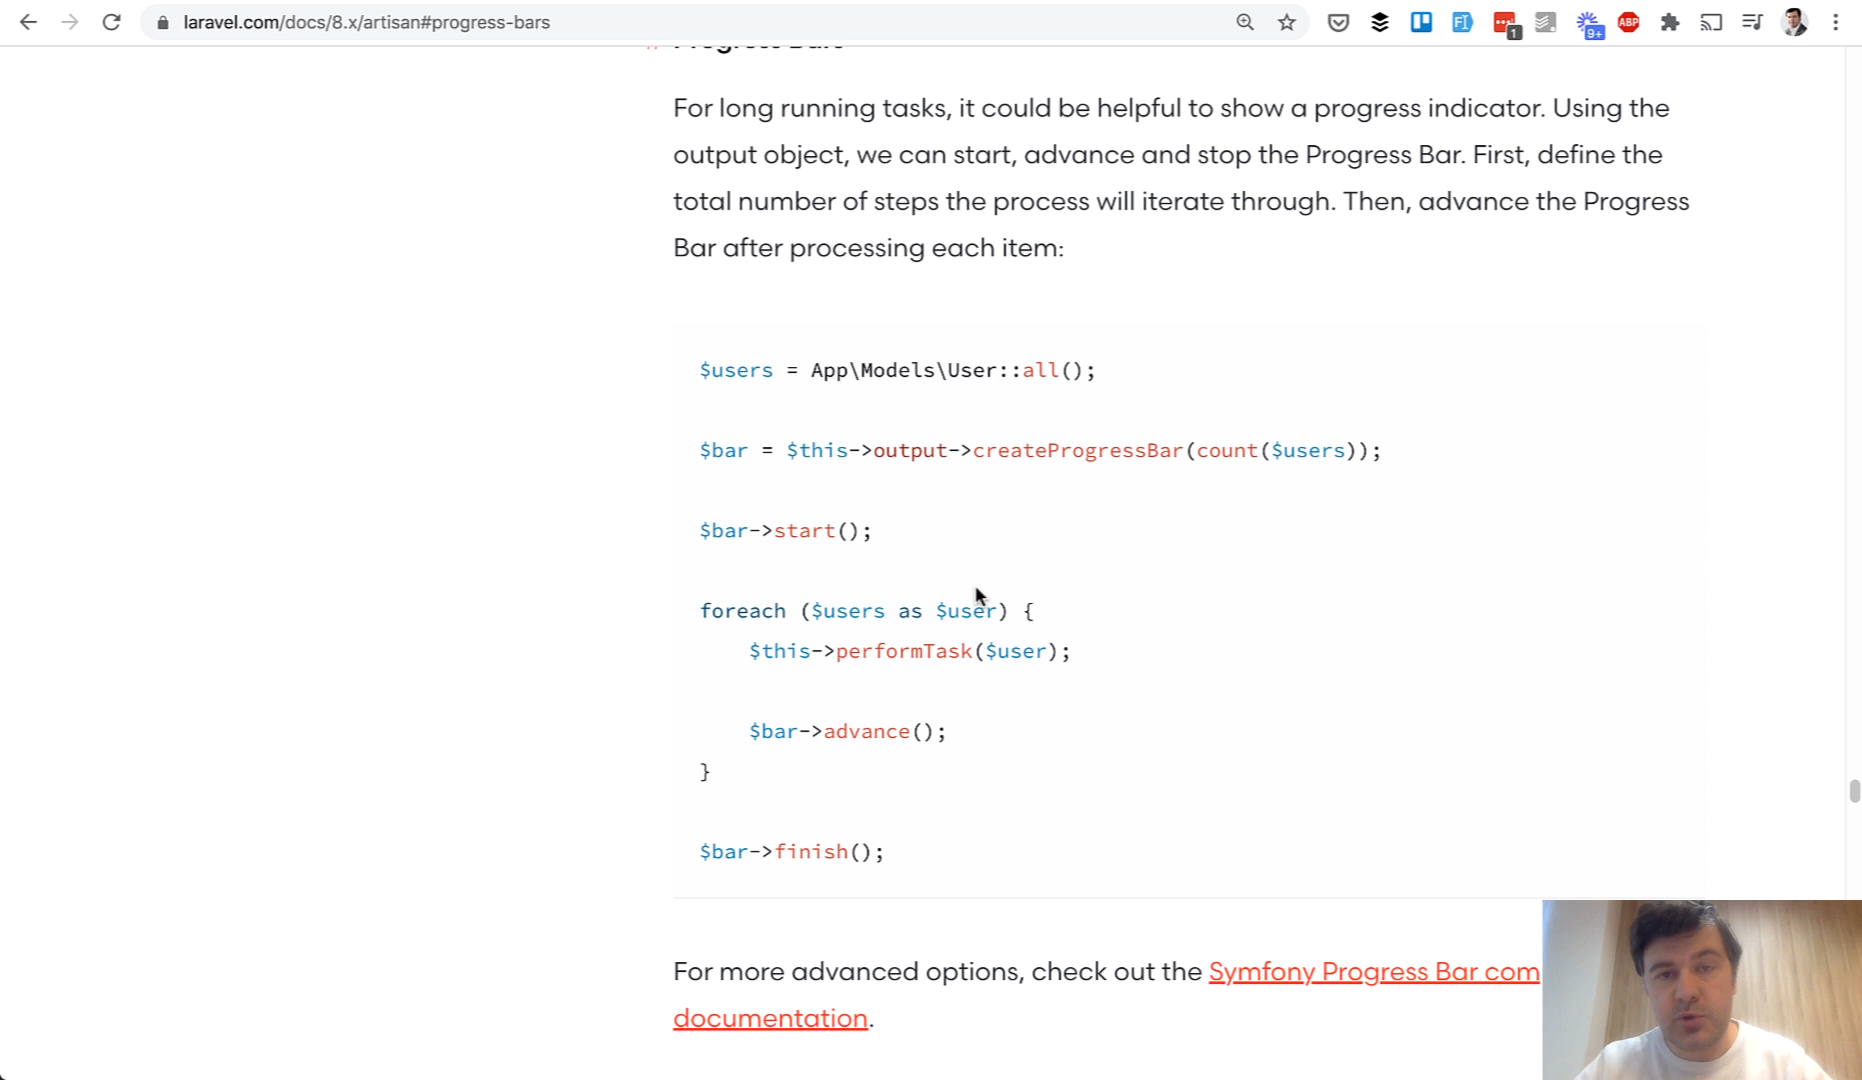 laravel.com/docs/8.x/artisan#progress-bars
1
9+
ABP
# Progress Bars
For long running tasks, it could be helpful to show a progress indicator. Using the
output object, we can start, advance and stop the Progress Bar. First, define the
total number of steps the process will iterate through. Then, advance the Progress
Bar after processing each item:
$users = App\Models\User::all();
$bar = $this->output->createProgressBar(count($users));
$bar->start();
foreach ($users as $user) {
$this->performTask($user);
$bar->advance();
}
$bar->finish();
For more advanced options, check out the Symfony Progress Bar com
documentation.